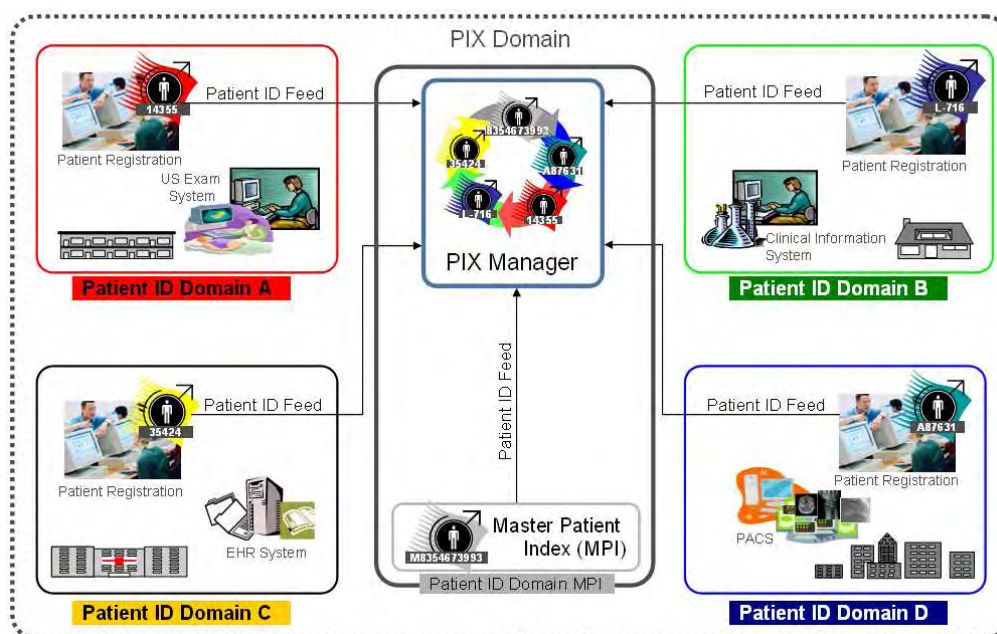 PIX Domain
14355
Patient ID Feed
Patient Registration
US Exam
System
Patient ID Domain A
8354673993
35424
A87631
L-716
14355
PIX Manager
Patient ID Feed
L-716
Patient Registration
Clinical Information
System
Patient ID Domain B
35424
Patient ID Feed
Patient Registration
EHR System
Patient ID Domain C
Patient ID Feed
M8354673993
Master Patient
Index (MPI)
Patient ID Domain MPI
Patient ID Feed
A87631
Patient Registration
PACS
Patient ID Domain D